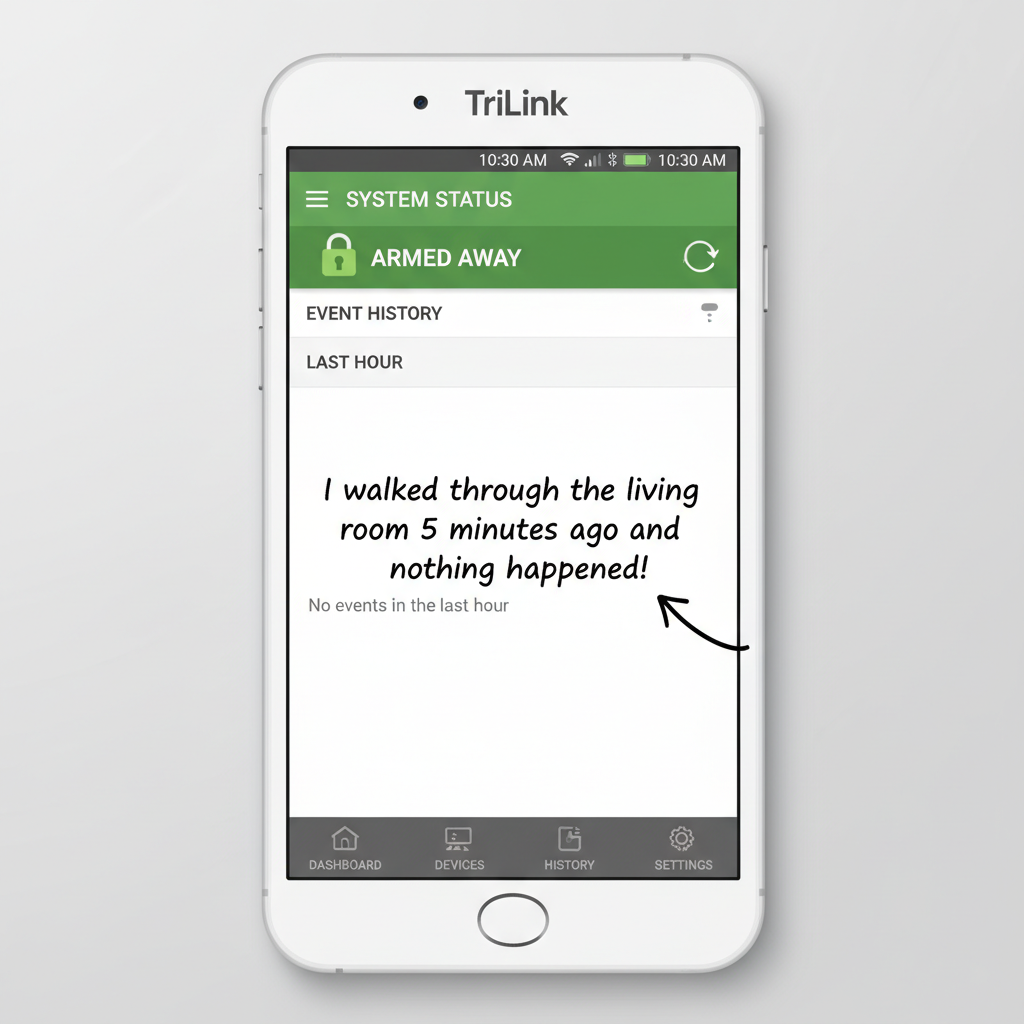 TriLink
10:30 AM 10:30 AM
SYSTEM STATUS
ARMED AWAY
EVENT HISTORY
LAST HOUR
I walked through the living
room 5 minutes ago and
nothing happened!
No events in the last hour
DASHBOARD DEVICES HISTORY SETTINGS